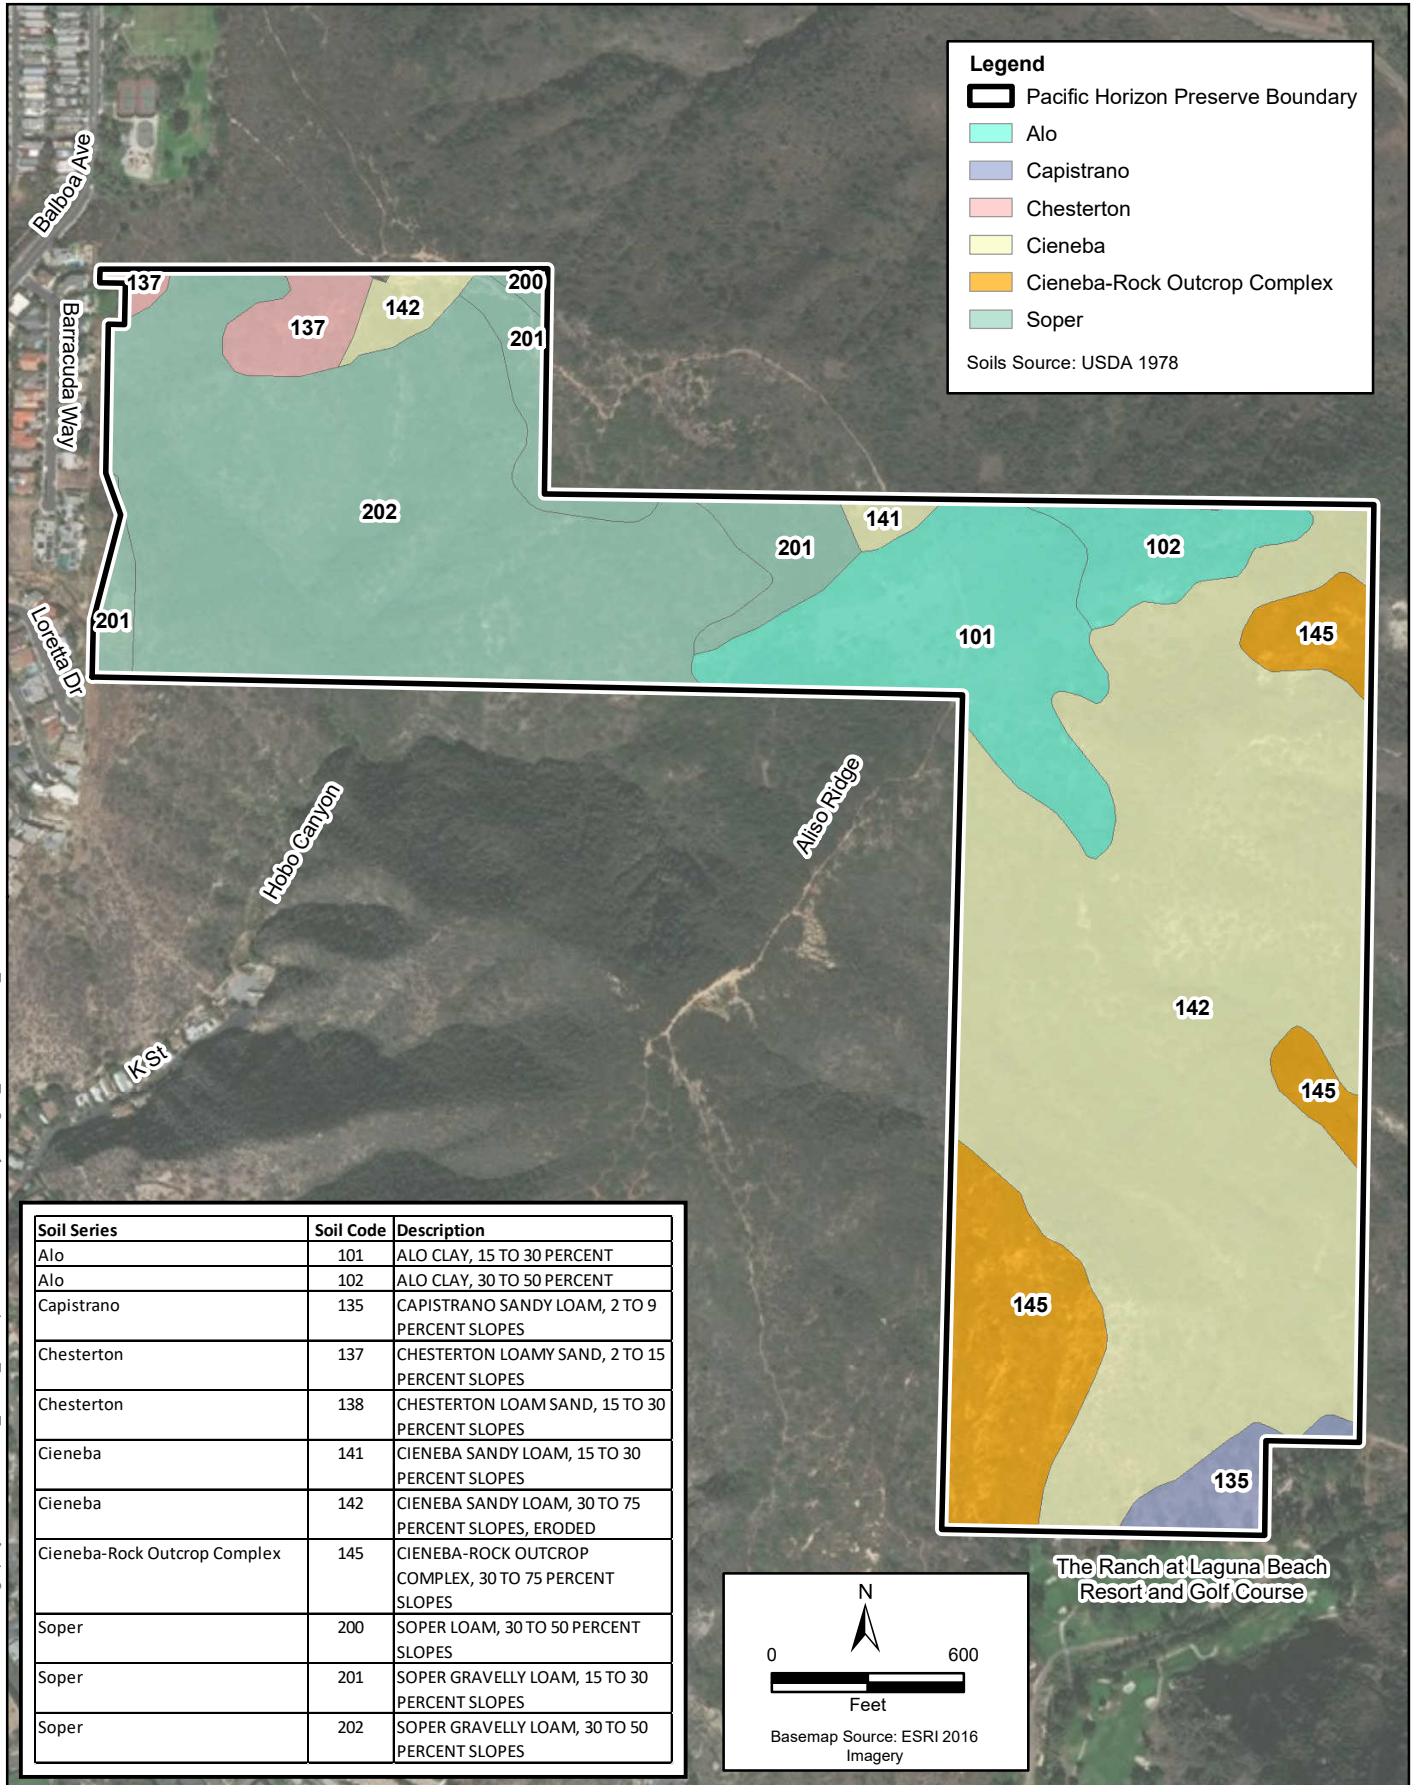 Legend
Pacific Horizon Preserve Boundary
Alo
Capistrano
Chesterton
Cieneba
Cieneba-Rock Outcrop Complex
Soper
Soils Source: USDA 1978
Balboa Ave
Barracuda Way
Loretta Dr
137
137
142
200
201
202
201
201
141
102
101
145
Hobo Canyon
Aliso Ridge
K St
142
145
145
135
The Ranch at Laguna Beach
Resort and Golf Course
Soil Series Soil Code Description
Alo 101 ALO CLAY, 15 TO 30 PERCENT
Alo 102 ALO CLAY, 30 TO 50 PERCENT
Capistrano 135 CAPISTRANO SANDY LOAM, 2 TO 9
PERCENT SLOPES
Chesterton 137 CHESTERTON LOAMY SAND, 2 TO 15
PERCENT SLOPES
Chesterton 138 CHESTERTON LOAM SAND, 15 TO 30
PERCENT SLOPES
Cieneba 141 CIENEBA SANDY LOAM, 15 TO 30
PERCENT SLOPES
Cieneba 142 CIENEBA SANDY LOAM, 30 TO 75
PERCENT SLOPES, ERODED
Cieneba-Rock Outcrop Complex 145 CIENEBA-ROCK OUTCROP
COMPLEX, 30 TO 75 PERCENT
SLOPES
Soper 200 SOPER LOAM, 30 TO 50 PERCENT
SLOPES
Soper 201 SOPER GRAVELLY LOAM, 15 TO 30
PERCENT SLOPES
Soper 202 SOPER GRAVELLY LOAM, 30 TO 50
PERCENT SLOPES
N
0 600
Feet
Basemap Source: ESRI 2016
Imagery